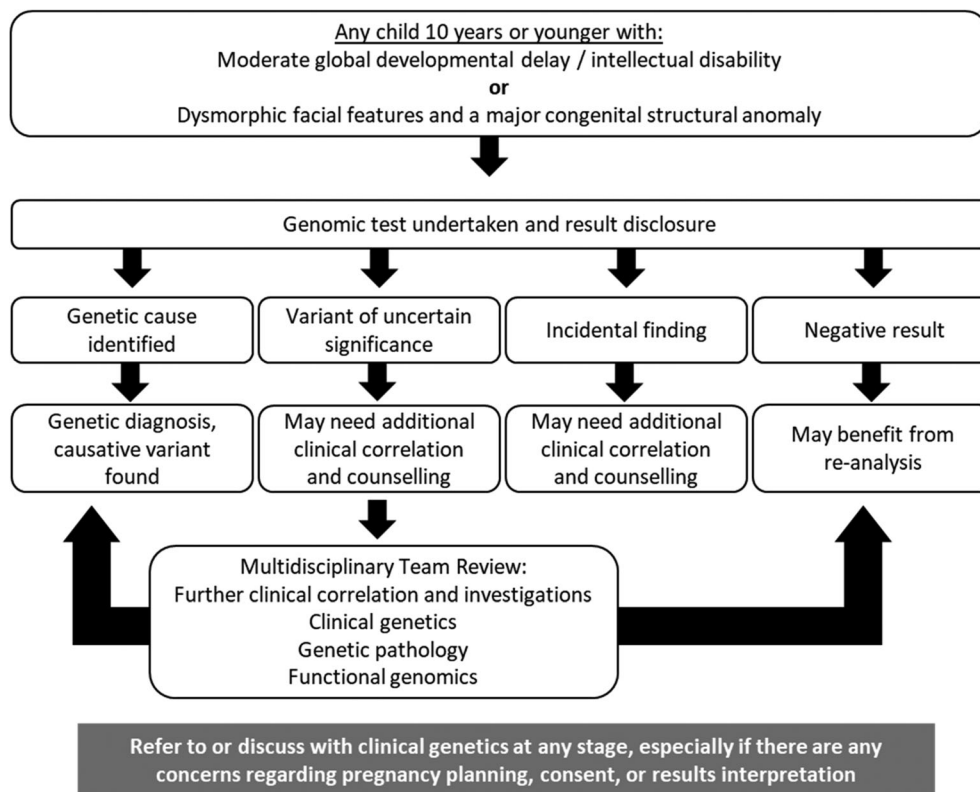 Any child 10 years or younger with:
Moderate global developmental delay / intellectual disability
or
Dysmorphic facial features and a major congenital structural anomaly
Genomic test undertaken and result disclosure
Genetic cause
identified
Variant of uncertain
significance
Incidental finding
Negative result
Genetic diagnosis,
causative variant
found
May need additional
clinical correlation
and counselling
May need additional
clinical correlation
and counselling
May benefit from
re-analysis
Multidisciplinary Team Review:
Further clinical correlation and investigations
Clinical genetics
Genetic pathology
Functional genomics
Refer to or discuss with clinical genetics at any stage, especially if there are any
concerns regarding pregnancy planning, consent, or results interpretation